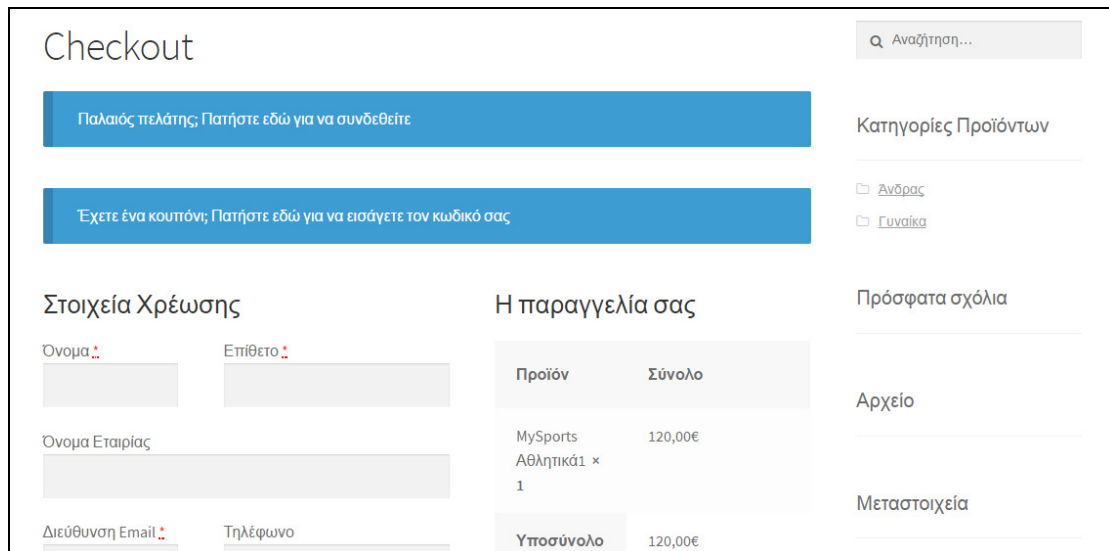 Checkout
Παλαιός πελάτης; Πατήστε εδώ για να συνδεθείτε
Έχετε ένα κουπόνι; Πατήστε εδώ για να εισάγετε τον κωδικό σας
Στοιχεία Χρέωσης
Όνομα *
Επίθετο *
Όνομα Εταιρίας
Διεύθυνση Email *
Τηλέφωνο
Η παραγγελία σας
Προϊόν Σύνολο
MySports 120,00€
Αθλητικά1 ×
1
Υποσύνολο 120,00€
Αναζήτηση…
Κατηγορίες Προϊόντων
Άνδρας
Γυναίκα
Πρόσφατα σχόλια
Αρχείο
Μεταστοιχεία